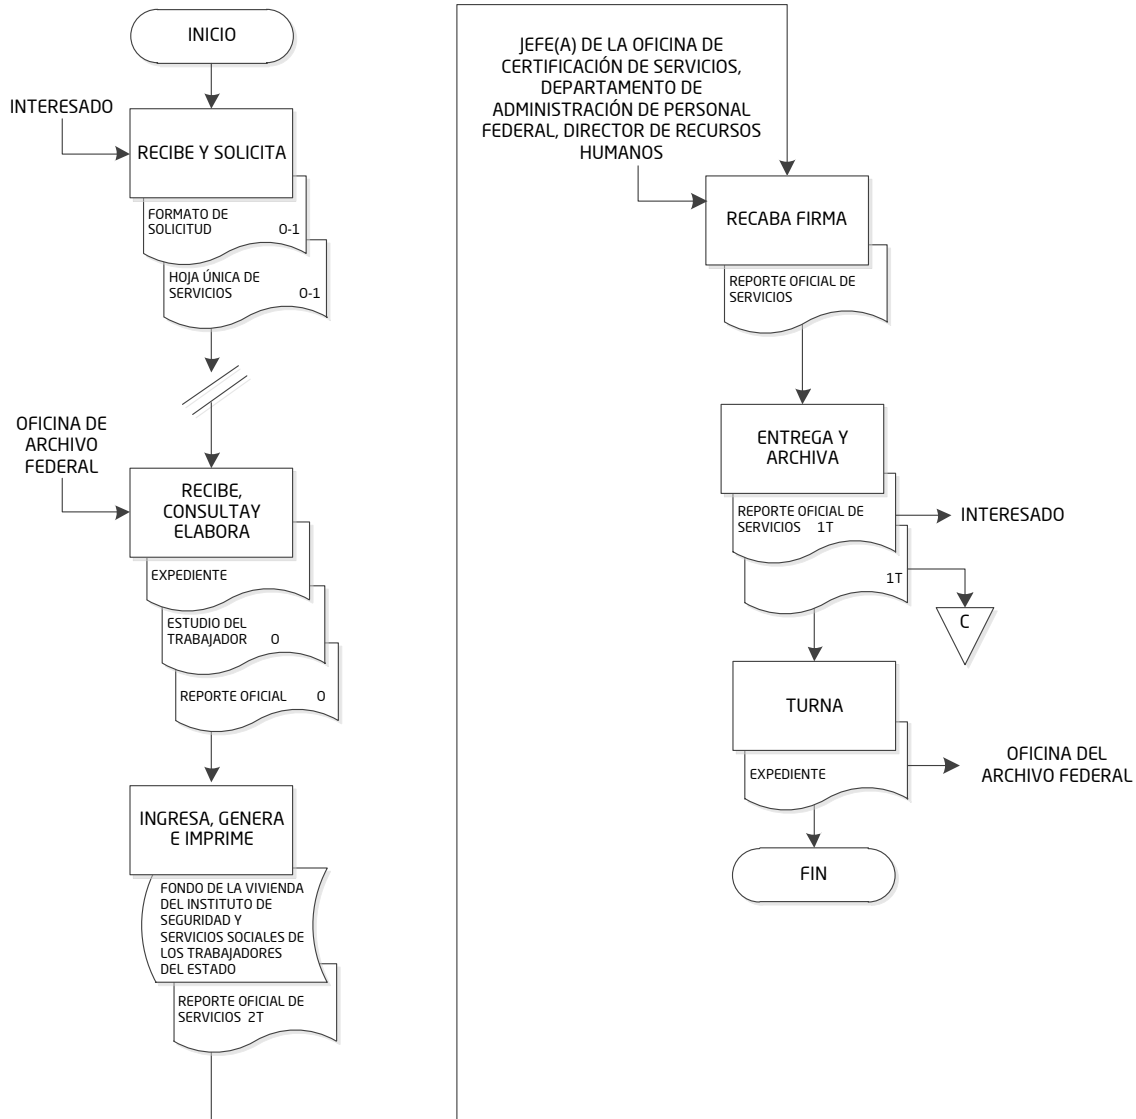 INICIO
INTERESADO
RECIBE Y SOLICITA
FORMATO DE
SOLICITUD 0-1
HOJA ÚNICA DE
SERVICIOS 0-1
OFICINA DE
ARCHIVO
FEDERAL
RECIBE,
CONSULTAY
ELABORA
EXPEDIENTE
ESTUDIO DEL
TRABAJADOR 0
REPORTE OFICIAL 0
INGRESA, GENERA
E IMPRIME
FONDO DE LA VIVIENDA
DEL INSTITUTO DE
SEGURIDAD Y
SERVICIOS SOCIALES DE
LOS TRABAJADORES
DEL ESTADO
REPORTE OFICIAL DE
SERVICIOS 2T
JEFE(A) DE LA OFICINA DE
CERTIFICACIÓN DE SERVICIOS,
DEPARTAMENTO DE
ADMINISTRACIÓN DE PERSONAL
FEDERAL, DIRECTOR DE RECURSOS
HUMANOS
RECABA FIRMA
REPORTE OFICIAL DE
SERVICIOS
ENTREGA Y
ARCHIVA
REPORTE OFICIAL DE
SERVICIOS 1T
INTERESADO
1T
C
TURNA
EXPEDIENTE
OFICINA DEL
ARCHIVO FEDERAL
FIN